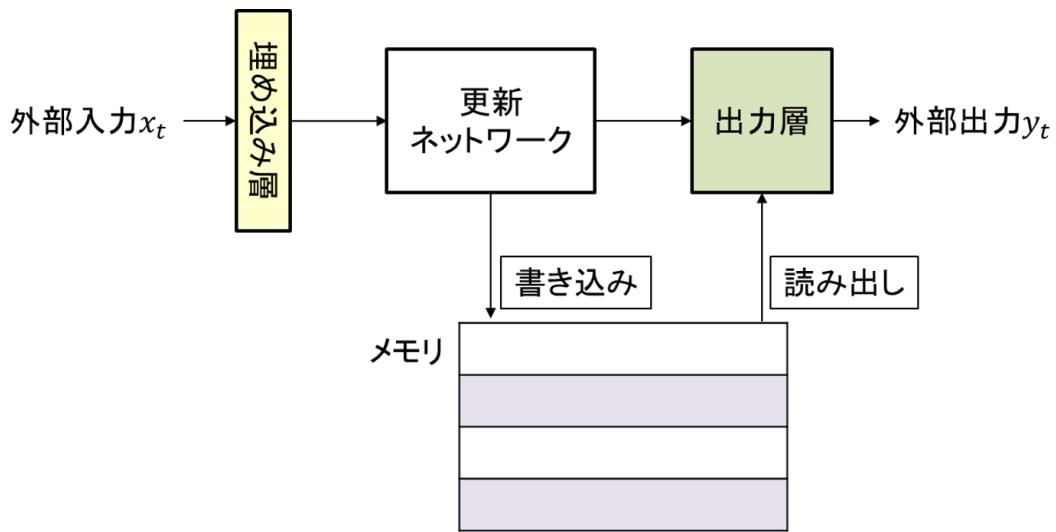 埋め込み層
外部入力x_t
更新
ネットワーク
出力層
外部出力y_t
書き込み
読み出し
メモリ